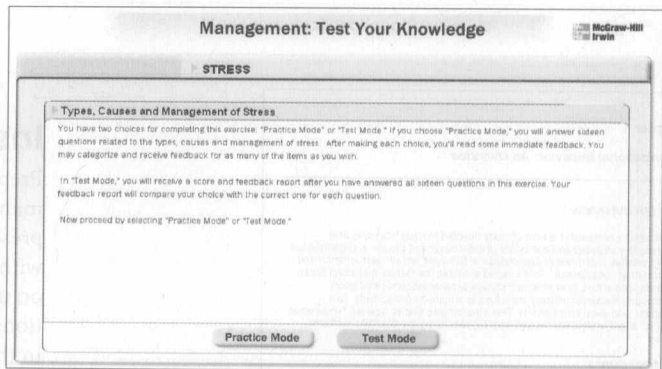 Management: Test Your Knowledge
McGraw-Hill
Irwin
STRESS
Types, Causes and Management of Stress
You have two choices for completing this exercise: "Practice Mode" or "Test Mode." If you choose "Practice Mode," you will answer sixteen
questions related to the types, causes and management of stress. After making each choice, you'll read some immediate feedback. You
may categorize and receive feedback for as many of the items as you wish.
In "Test Mode," you will receive a score and feedback report after you have answered all sixteen questions in this exercise. Your
feedback report will compare your choice with the correct one for each question.
Now proceed by selecting "Practice Mode" or "Test Mode."
Practice Mode
Test Mode